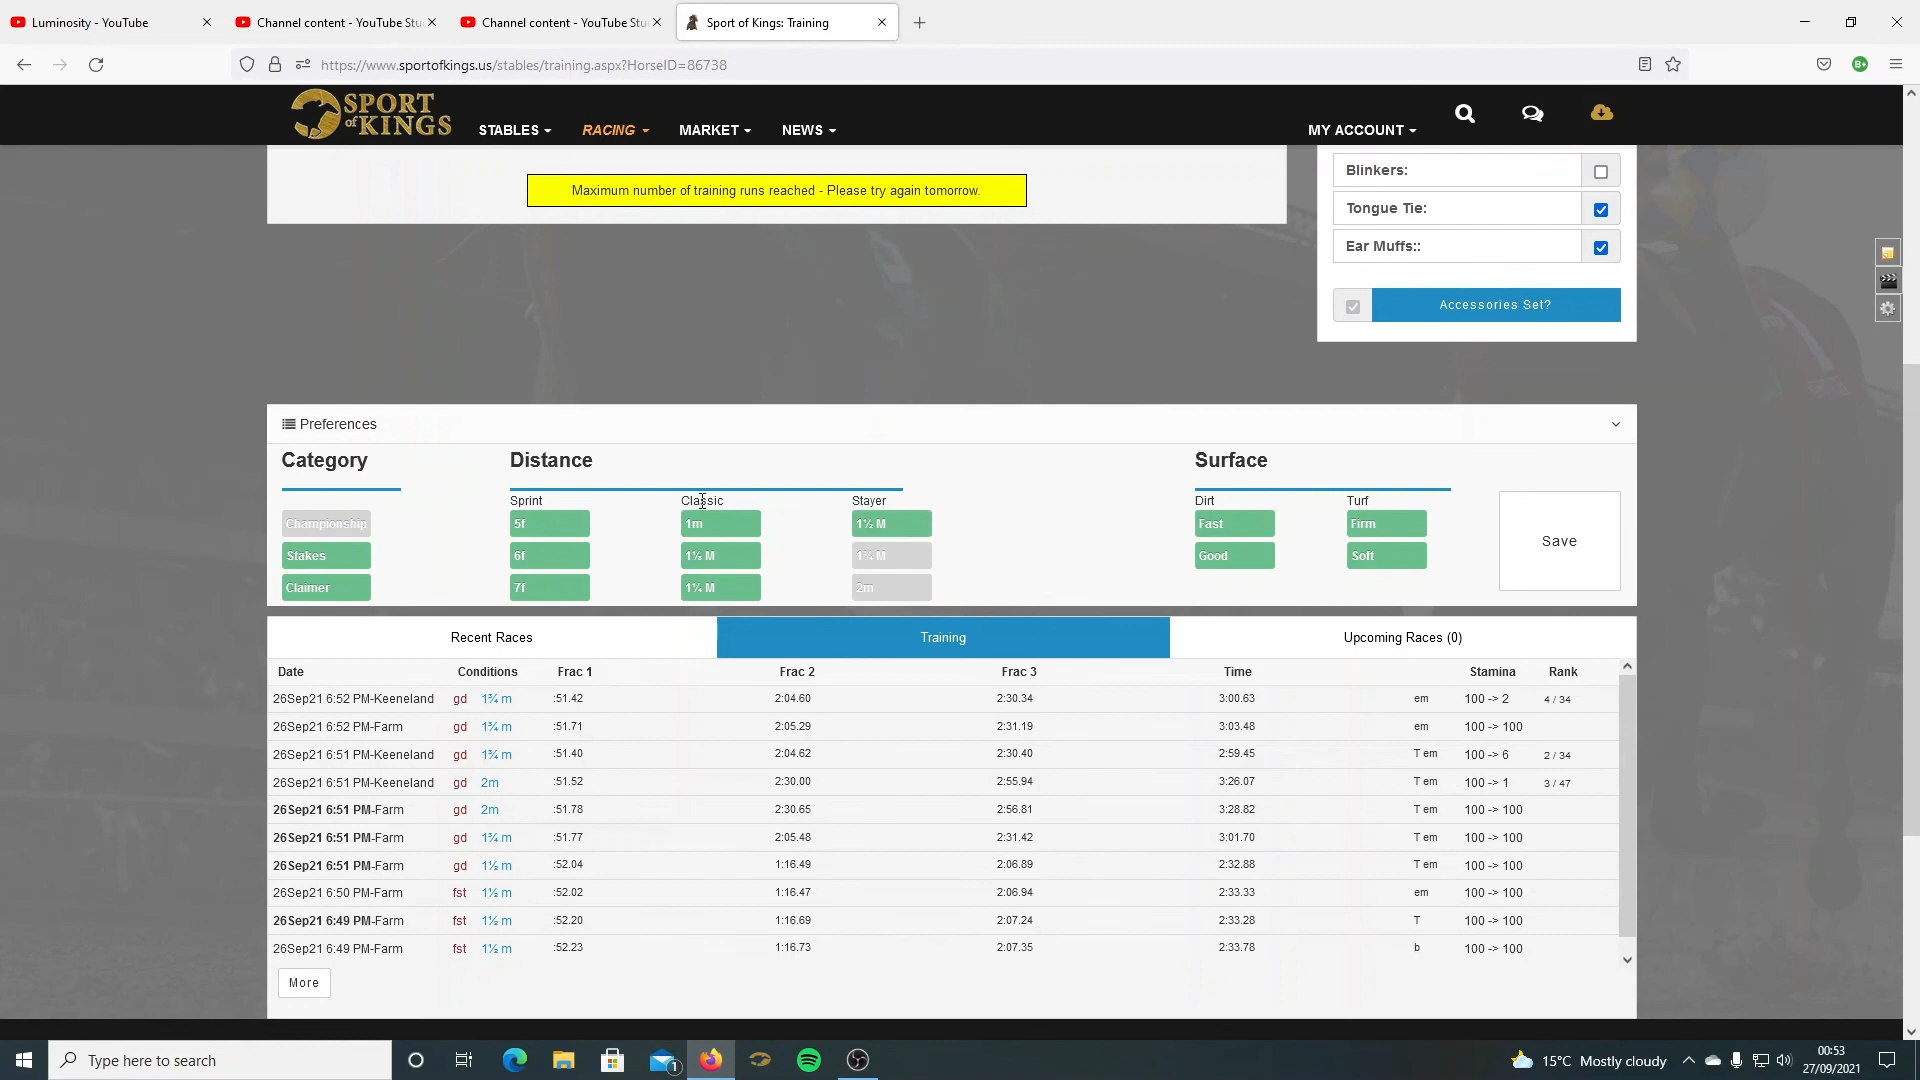 Luminosity - YouTube
Channel content - YouTube Stu
Channel content - YouTube Stu
Sport of Kings: Training
https://www.sportofkings.us/stables/training.aspx?HorseID=86738
SPORT of KINGS
STABLES
RACING
MARKET
NEWS
MY ACCOUNT
Maximum number of training runs reached - Please try again tomorrow.
Blinkers:
Tongue Tie:
Ear Muffs::
Accessories Set?
Preferences
Category Distance Surface
Sprint Classic Stayer Dirt Turf
Championship 5f 1m 1½ M Fast Firm
Stakes 6f 1⅛ M 1¾ M Good Soft
Claimer 7f 1¼ M 2m
Save
Recent Races Training Upcoming Races (0)
Date Conditions Frac 1 Frac 2 Frac 3 Time Stamina Rank
26Sep21 6:52 PM-Keeneland gd 1¾ m :51.42 2:04.60 2:30.34 3:00.63 em 100 -> 2 4 / 34
26Sep21 6:52 PM-Farm gd 1¾ m :51.71 2:05.29 2:31.19 3:03.48 em 100 -> 100
26Sep21 6:51 PM-Keeneland gd 1¾ m :51.40 2:04.62 2:30.40 2:59.45 T em 100 -> 6 2 / 34
26Sep21 6:51 PM-Keeneland gd 2m :51.52 2:30.00 2:55.94 3:26.07 T em 100 -> 1 3 / 47
26Sep21 6:51 PM-Farm gd 2m :51.78 2:30.65 2:56.81 3:28.82 T em 100 -> 100
26Sep21 6:51 PM-Farm gd 1¾ m :51.77 2:05.48 2:31.42 3:01.70 T em 100 -> 100
26Sep21 6:51 PM-Farm gd 1½ m :52.04 1:16.49 2:06.89 2:32.88 T em 100 -> 100
26Sep21 6:50 PM-Farm fst 1½ m :52.02 1:16.47 2:06.94 2:33.33 em 100 -> 100
26Sep21 6:49 PM-Farm fst 1½ m :52.20 1:16.69 2:07.24 2:33.28 T 100 -> 100
26Sep21 6:49 PM-Farm fst 1½ m :52.23 1:16.73 2:07.35 2:33.78 b 100 -> 100
More
Type here to search
1
15°C Mostly cloudy
00:53
27/09/2021